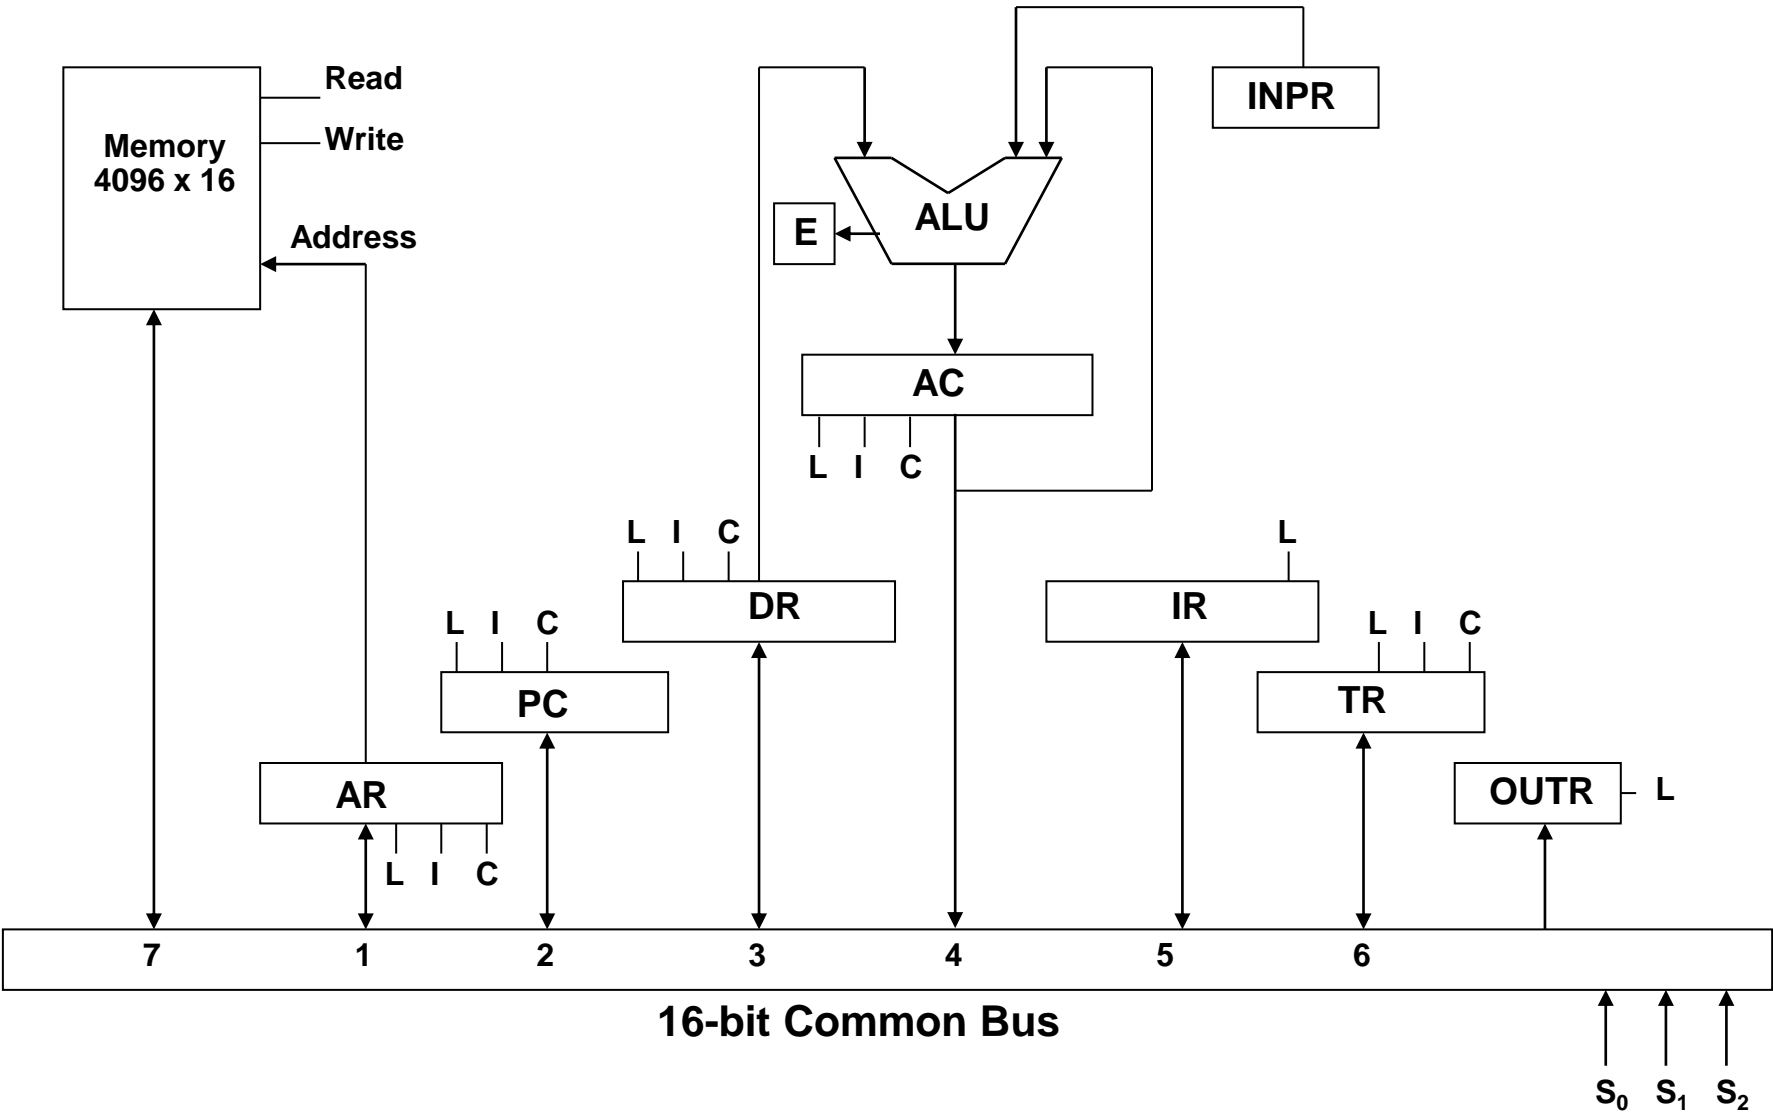 Read
INPR
Write
Memory
4096 x 16
ALU
E
Address
AC
L I C
L I C
L
DR
IR
L I C
L I C
PC
TR
AR
OUTR
L
L I C
7 1 2 3 4 5 6
16-bit Common Bus
S₀ S₁ S₂